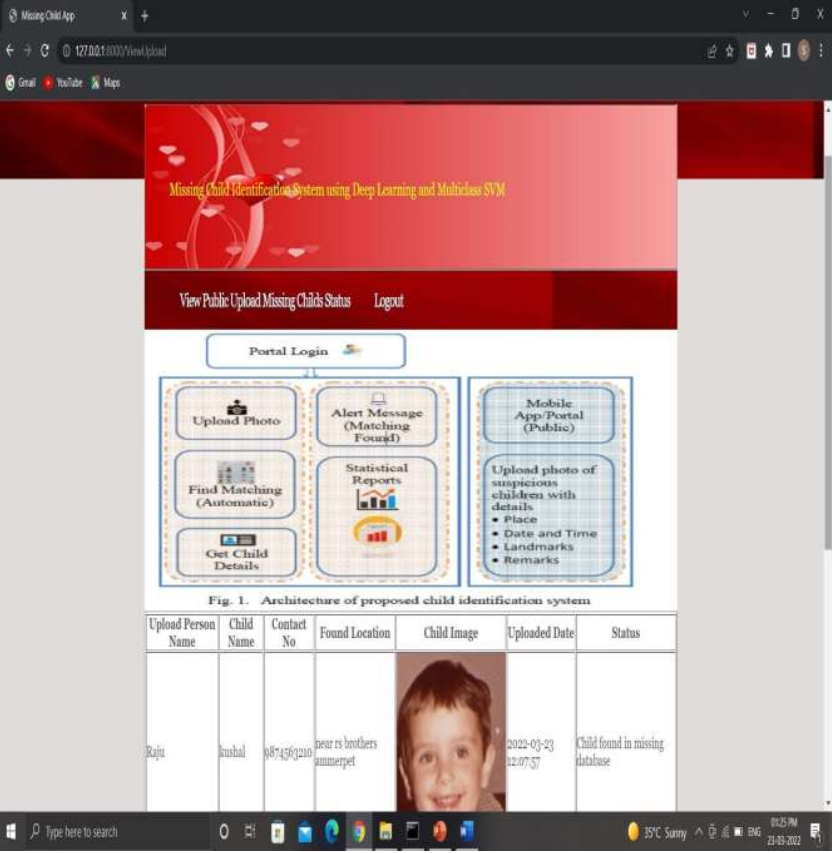 Missing Child App
127.0.0.1:8000/ViewUpload
Gmail YouTube Maps
Missing Child Identification System using Deep Learning and Multiclass SVM
View Public Upload Missing Childs Status Logout
Portal Login
Upload Photo
Find Matching
(Automatic)
Get Child
Details
Alert Message
(Matching
Found)
Statistical
Reports
Mobile
App/Portal
(Public)
Upload photo of
suspicious
children with
details
• Place
• Date and Time
• Landmarks
• Remarks
Fig. 1. Architecture of proposed child identification system
Upload Person Name Child Name Contact No Found Location Child Image Uploaded Date Status
Raju kushal 9874563210 near rs brothers ammerpet 2022-03-23 12:07:57 Child found in missing database
Type here to search
35°C Sunny ENG
01:25 PM
23-03-2022